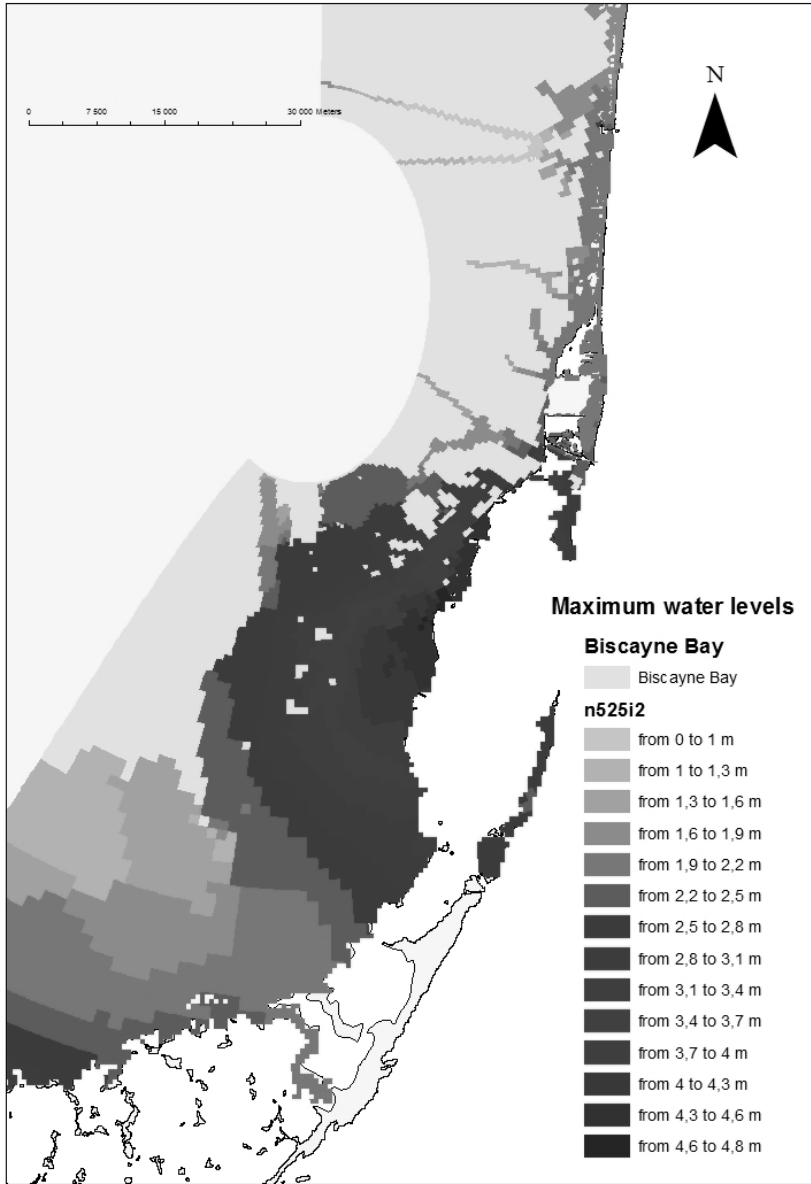 N
0 7 500 15 000 30 000 Meters
Maximum water levels
Biscayne Bay
Biscayne Bay
n525i2
from 0 to 1 m
from 1 to 1,3 m
from 1,3 to 1,6 m
from 1,6 to 1,9 m
from 1,9 to 2,2 m
from 2,2 to 2,5 m
from 2,5 to 2,8 m
from 2,8 to 3,1 m
from 3,1 to 3,4 m
from 3,4 to 3,7 m
from 3,7 to 4 m
from 4 to 4,3 m
from 4,3 to 4,6 m
from 4,6 to 4,8 m